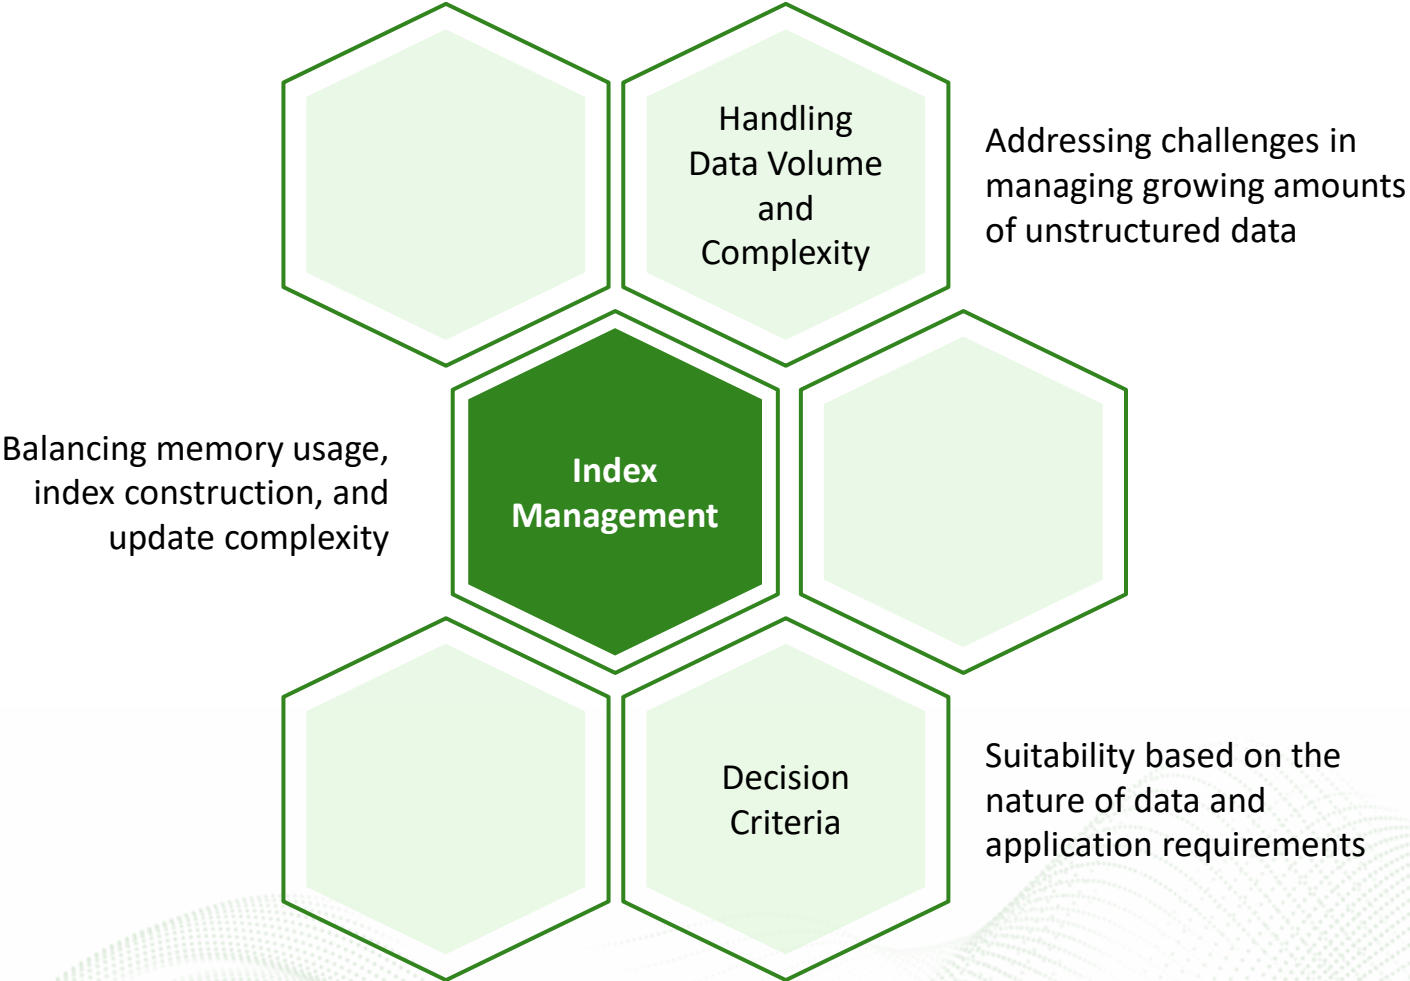 Handling
Data Volume
and
Complexity
Addressing challenges in
managing growing amounts
of unstructured data
Balancing memory usage,
index construction, and
update complexity
Index
Management
Decision
Criteria
Suitability based on the
nature of data and
application requirements